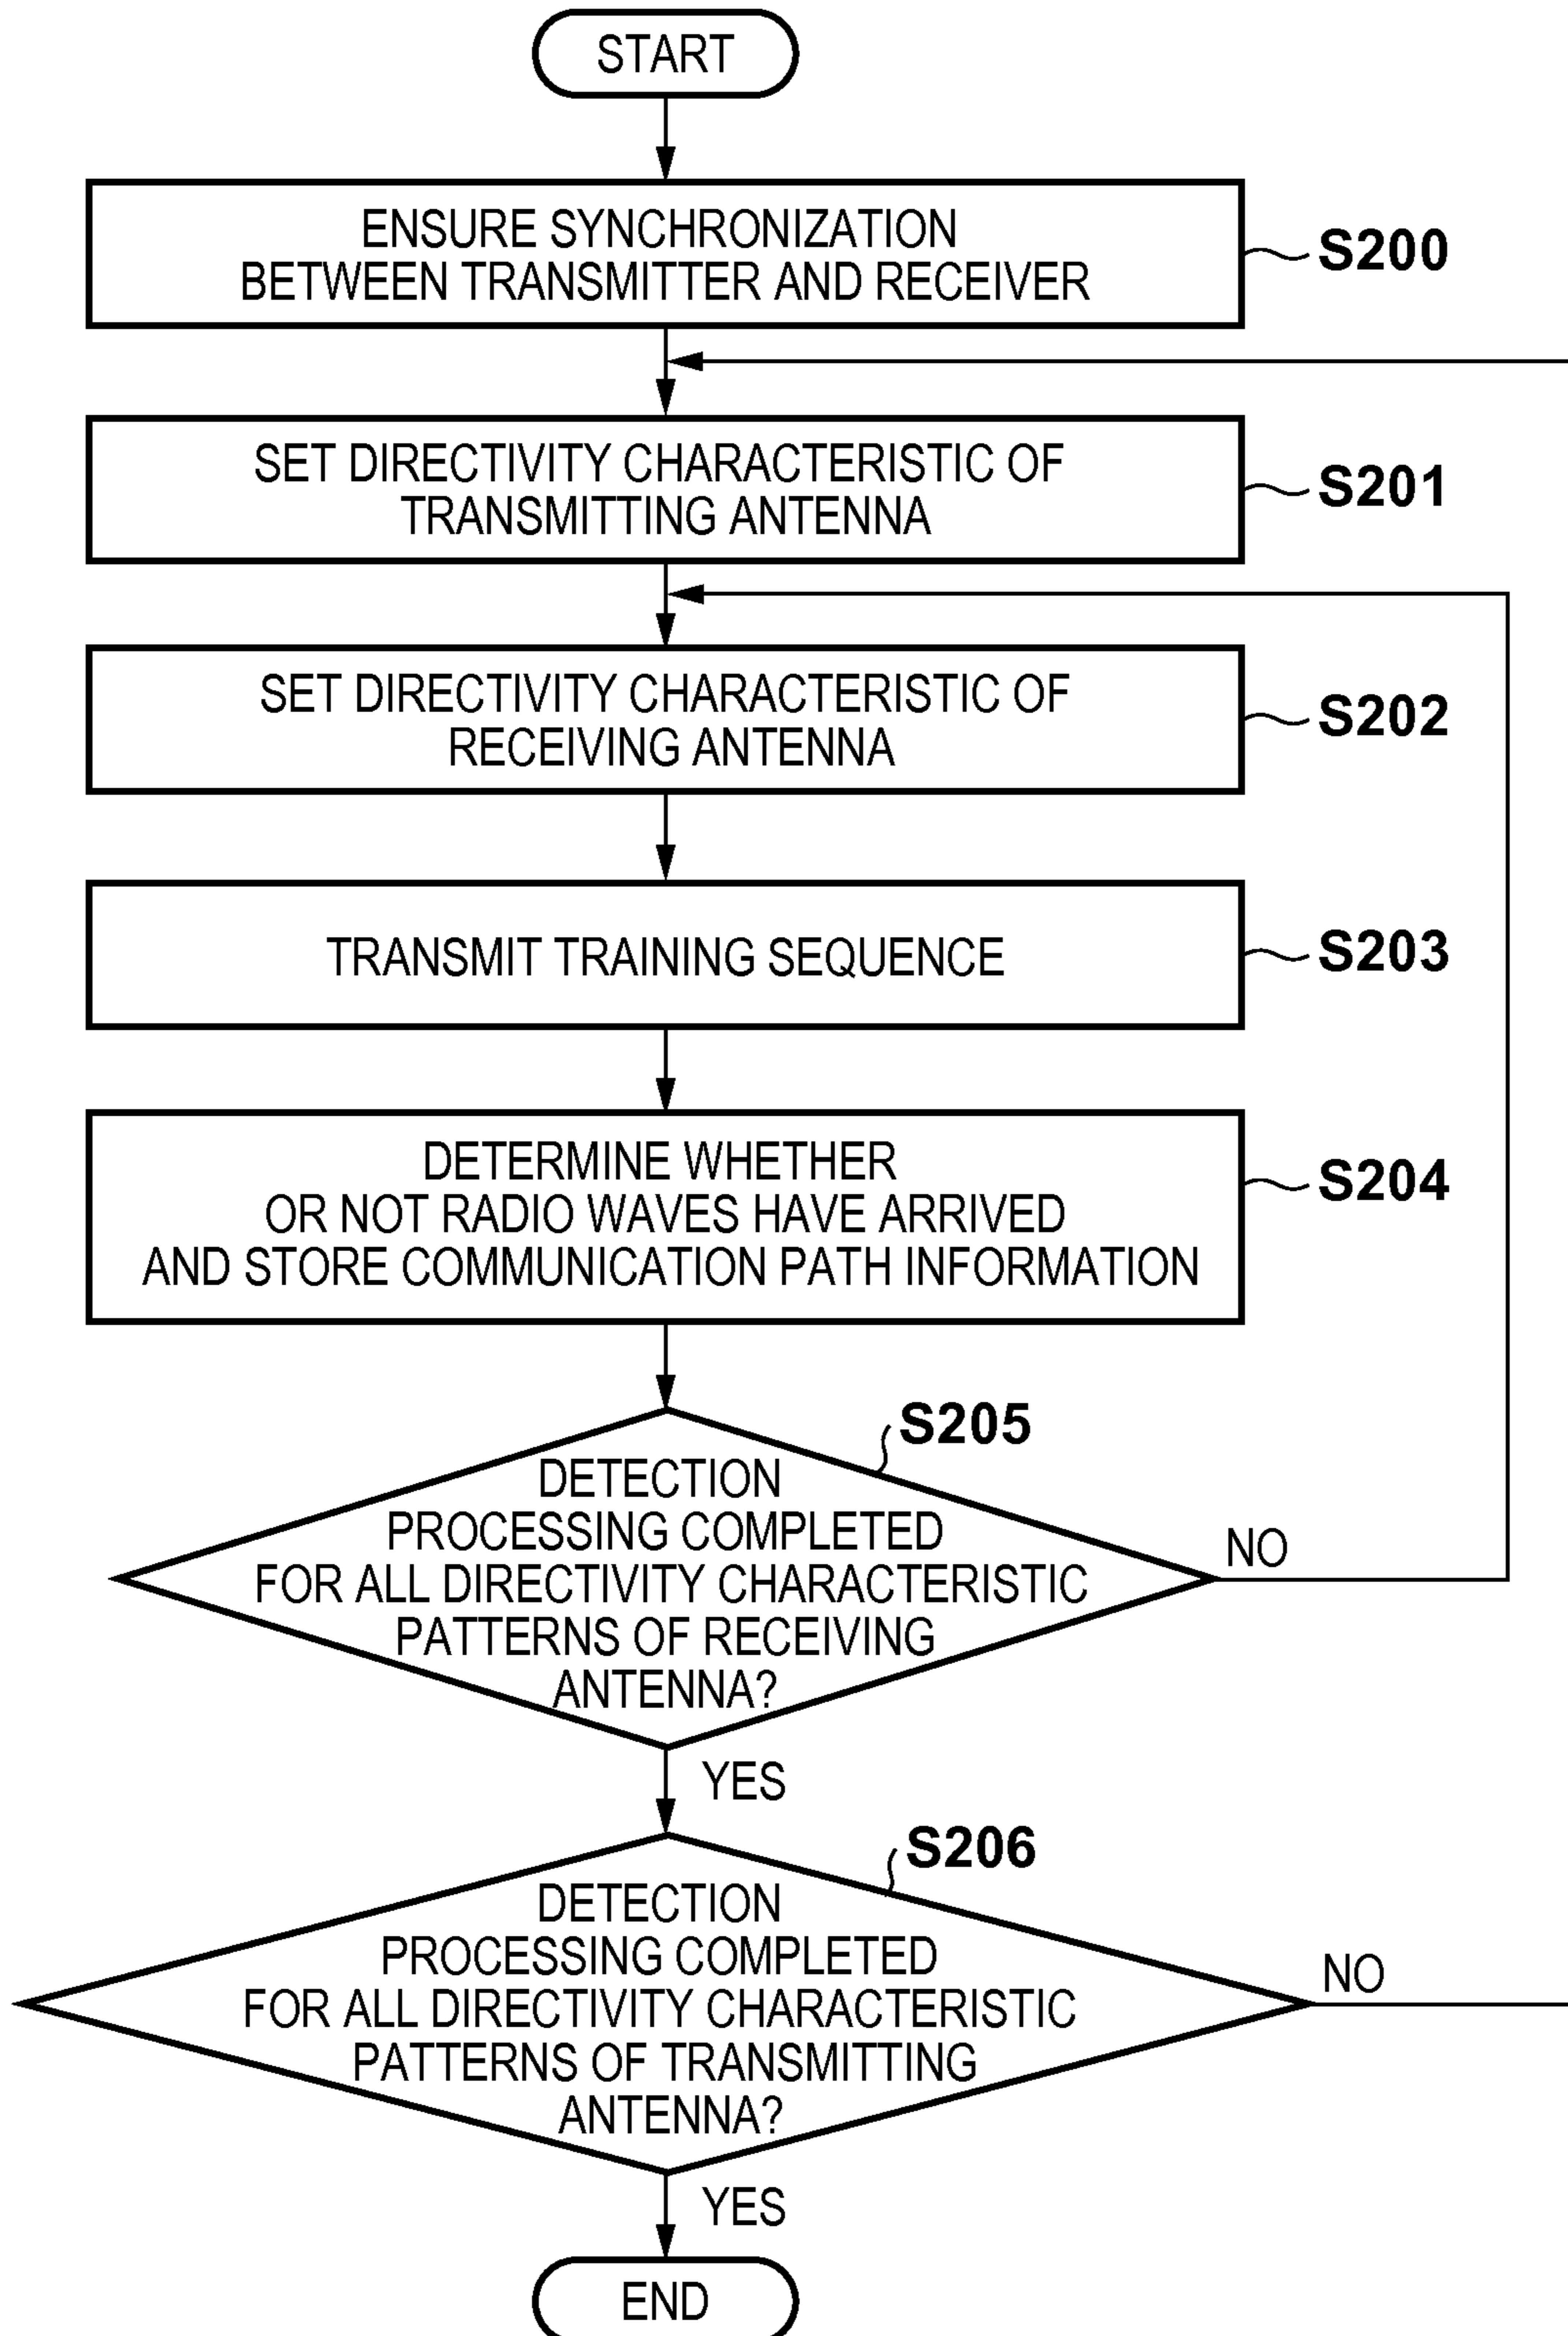 START
ENSURE SYNCHRONIZATION
BETWEEN TRANSMITTER AND RECEIVER
S200
SET DIRECTIVITY CHARACTERISTIC OF
TRANSMITTING ANTENNA
S201
SET DIRECTIVITY CHARACTERISTIC OF
RECEIVING ANTENNA
S202
TRANSMIT TRAINING SEQUENCE
S203
DETERMINE WHETHER
OR NOT RADIO WAVES HAVE ARRIVED
AND STORE COMMUNICATION PATH INFORMATION
S204
S205
DETECTION
PROCESSING COMPLETED
FOR ALL DIRECTIVITY CHARACTERISTIC
PATTERNS OF RECEIVING
ANTENNA?
NO
YES
S206
DETECTION
PROCESSING COMPLETED
FOR ALL DIRECTIVITY CHARACTERISTIC
PATTERNS OF TRANSMITTING
ANTENNA?
NO
YES
END